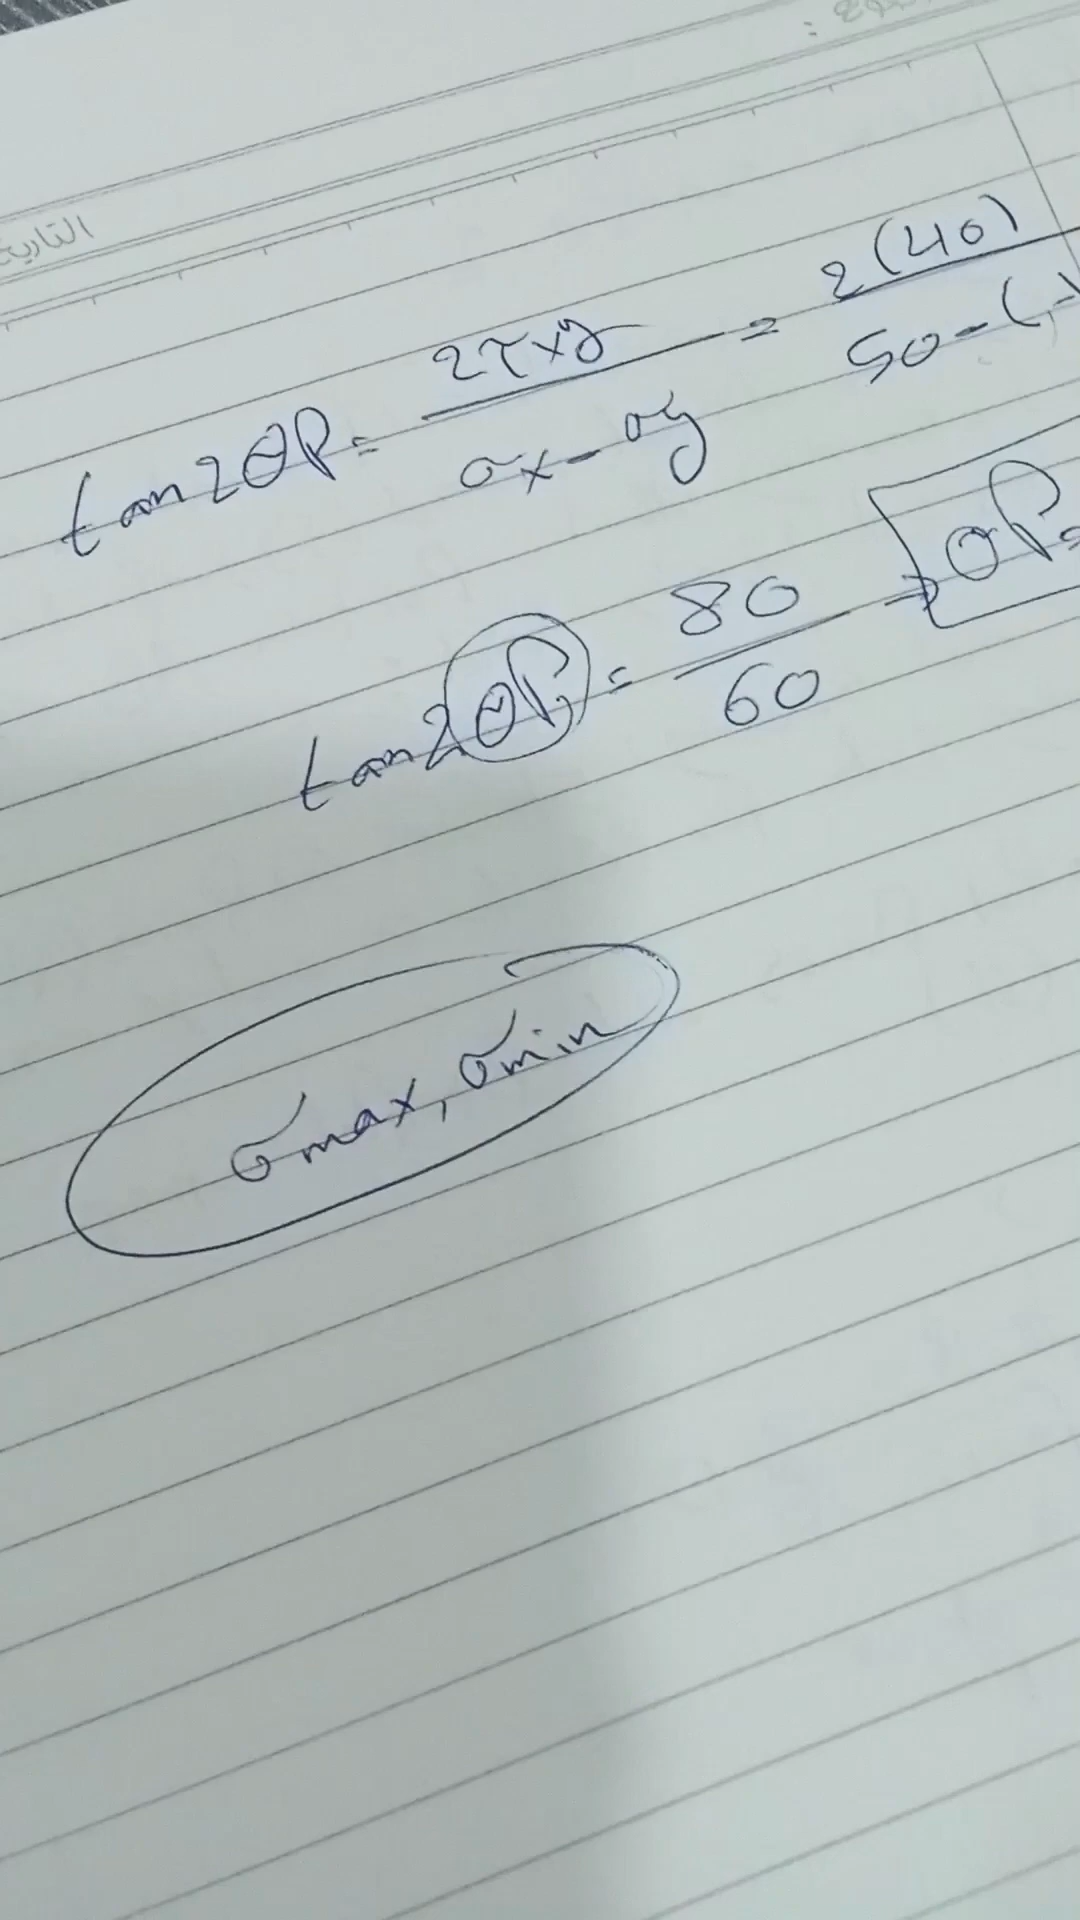 التاريخ
tan2θP = 2τxy / σx - σy = 2(40) / 50-(-
tan2θP = 80 / 60 ⇒ θP=
σmax, σmin